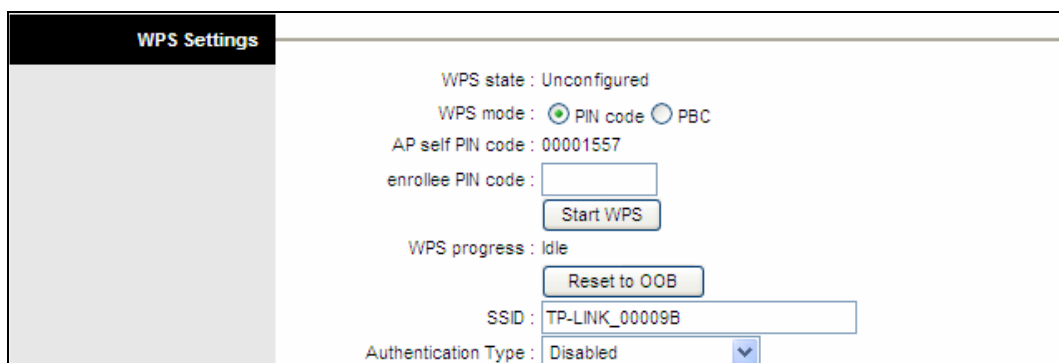 WPS Settings
WPS state : Unconfigured
WPS mode : PIN code PBC
AP self PIN code : 00001557
enrollee PIN code :
Start WPS
WPS progress : Idle
Reset to OOB
SSID : TP-LINK_00009B
Authentication Type : Disabled